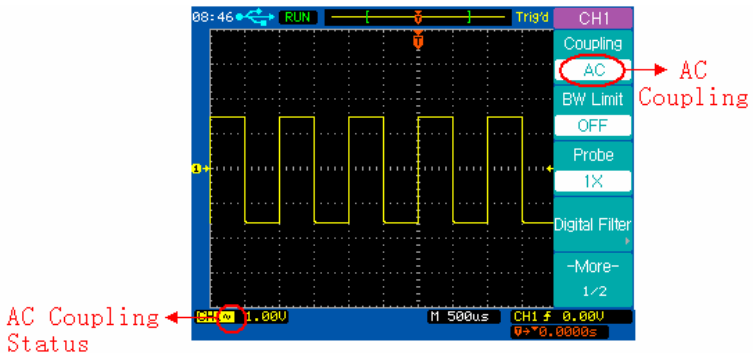 08:46 RUN Trig'd CH1
T
Coupling
AC
AC
Coupling
BW Limit
OFF
Probe
1
1X
Digital Filter
-More-
1/2
AC Coupling
Status
CH1 ~ 1.00V M 500us CH1 0.00V
0.0000s